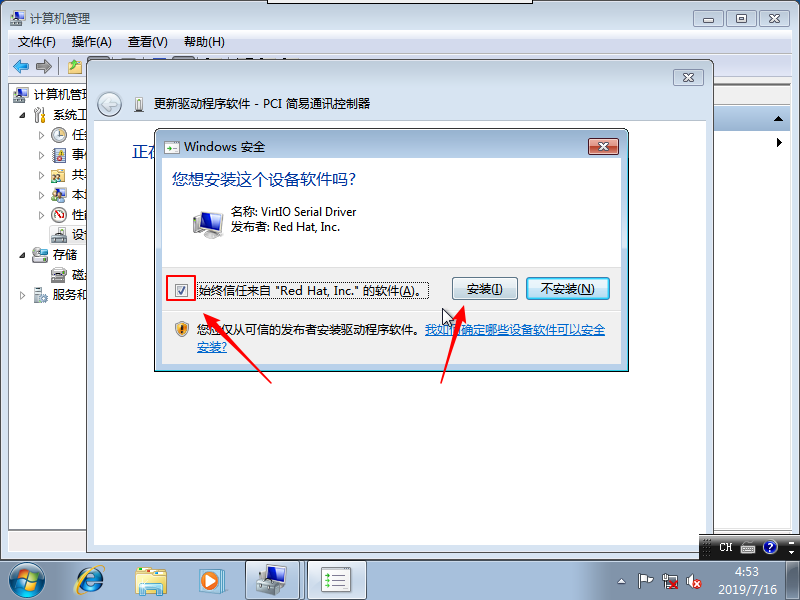 计算机管理
文件(F) 操作(A) 查看(V) 帮助(H)
更新驱动程序软件 - PCI 简易通讯控制器
计算机管理
系统工
任
事
共
本
性能
设
存储
磁
服务和
正在
Windows 安全
您想安装这个设备软件吗?
名称: VirtIO Serial Driver
发布者: Red Hat, Inc.
始终信任来自 "Red Hat, Inc." 的软件(A)。
安装(I)
不安装(N)
您应仅从可信的发布者安装驱动程序软件。我如何确定哪些设备软件可以安全
安装?
CH
4:53
2019/7/16